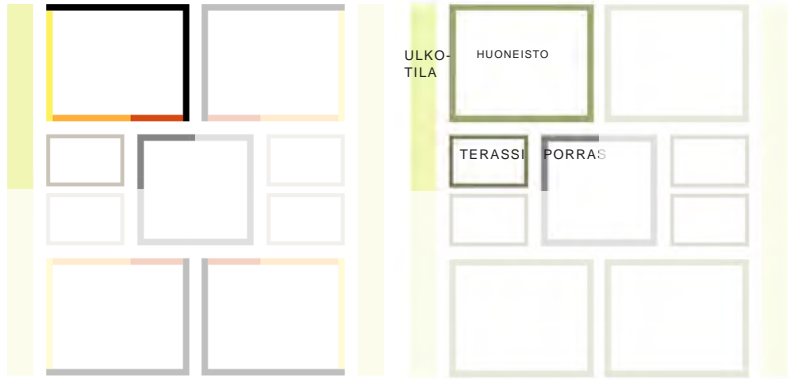 ULKO-
TILA
HUONEISTO
TERASSI
PORRAS